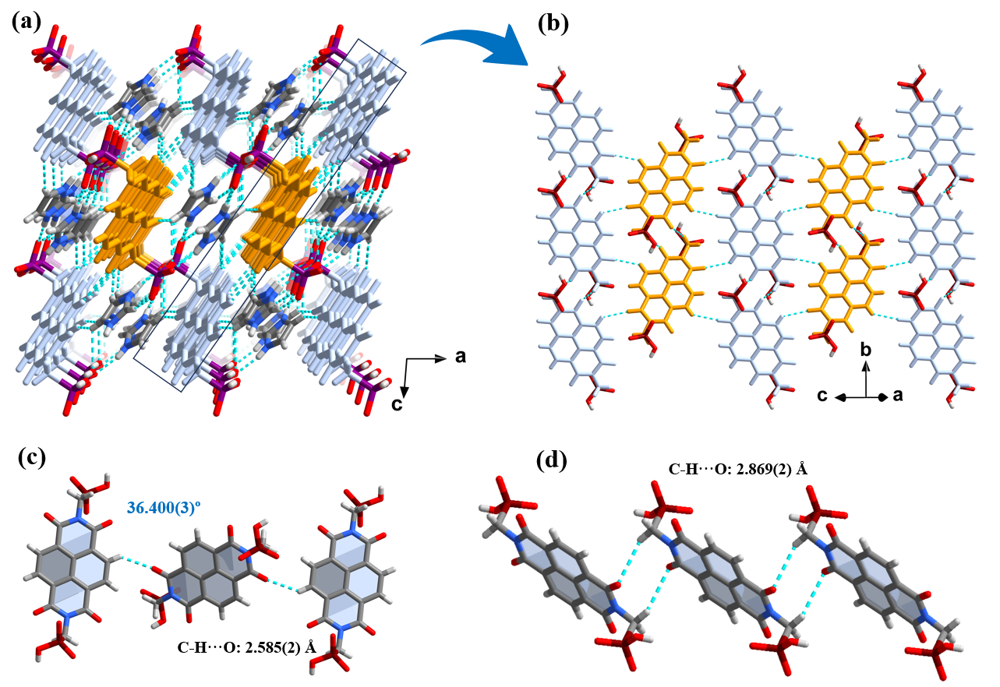 (a)
(b)
a
c
b
c
a
(c)
(d)
C-H···O: 2.869(2) Å
36.400(3)°
C-H···O: 2.585(2) Å